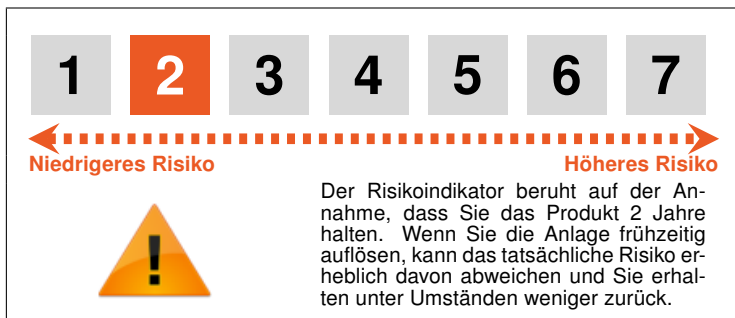 1 2 3 4 5 6 7
Niedrigeres Risiko Höheres Risiko
Der Risikoindikator beruht auf der An-
nahme, dass Sie das Produkt 2 Jahre
halten. Wenn Sie die Anlage frühzeitig
auflösen, kann das tatsächliche Risiko er-
heblich davon abweichen und Sie erhal-
ten unter Umständen weniger zurück.
!